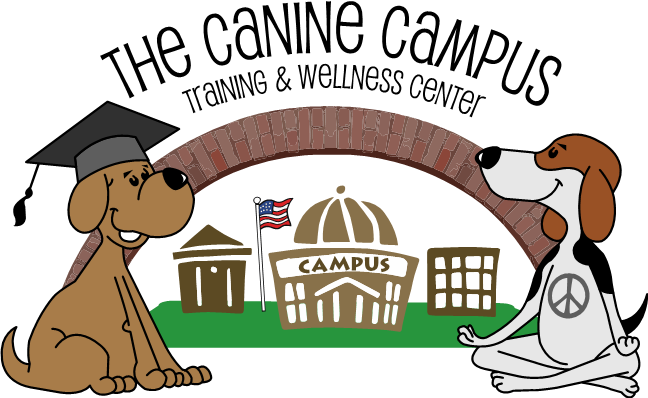 THE CANINE CAMPUS
TRAINING & WELLNESS CENTER
CAMPUS